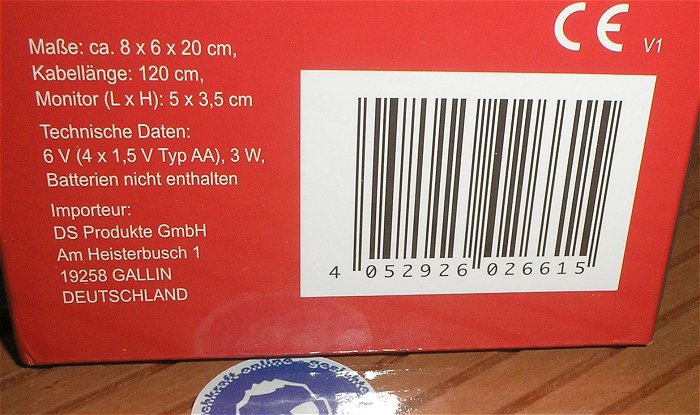 Maße: ca. 8 x 6 x 20 cm,
Kabellänge: 120 cm,
Monitor (L x H): 5 x 3,5 cm
Technische Daten:
6 V (4 x 1,5 V Typ AA), 3 W,
Batterien nicht enthalten
Importeur:
DS Produkte GmbH
Am Heisterbusch 1
19258 GALLIN
DEUTSCHLAND
CE V1
4 052926 026615